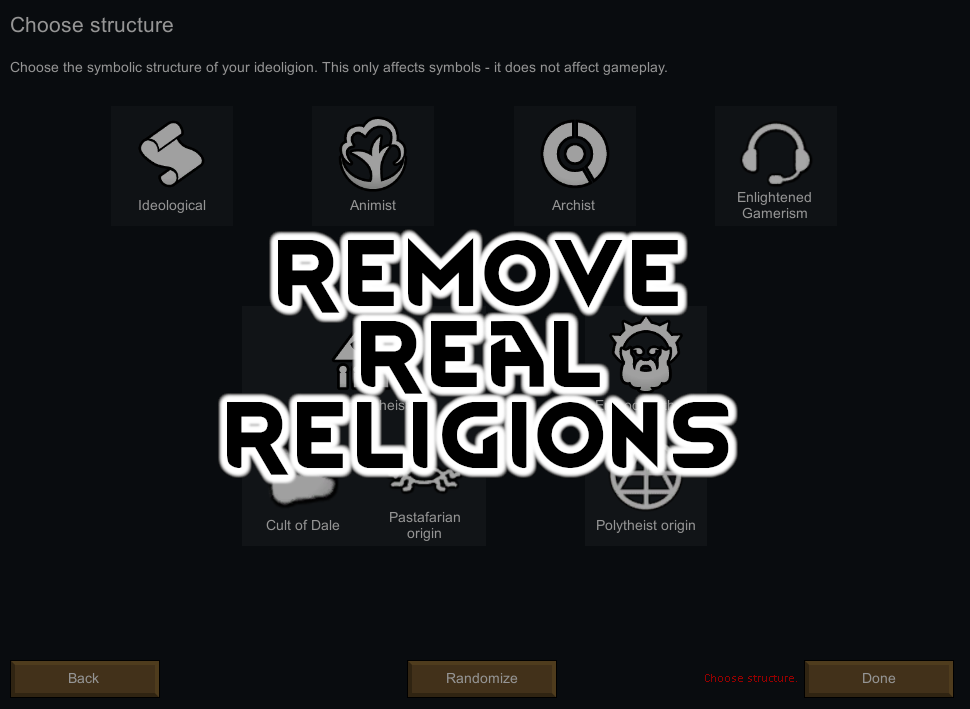 Choose structure
Choose the symbolic structure of your ideoligion. This only affects symbols - it does not affect gameplay.
Ideological
Animist
Archist
Enlightened
Gamerism
REMOVE
REAL
RELIGIONS
Cult of Dale
Pastafarian
origin
Polytheist origin
Back
Randomize
Choose structure.
Done